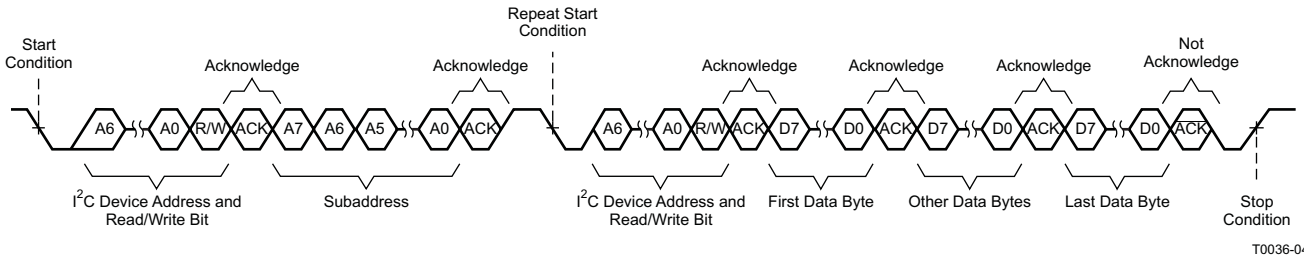 Repeat Start
Condition
Start
Condition
Not
Acknowledge
Acknowledge
Acknowledge
Acknowledge
Acknowledge
Acknowledge
A6 A0 R/W ACK A7 A6 A5 A0 ACK A6 A0 R/W ACK D7 D0 ACK D7 D0 ACK D7 D0 ACK
I²C Device Address and
Read/Write Bit
Subaddress
I²C Device Address and
Read/Write Bit
First Data Byte
Other Data Bytes
Last Data Byte
Stop
Condition
T0036-04